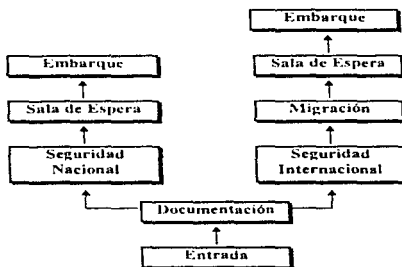 Embarque
Embarque
Sala de Espera
Sala de Espera
Migración
Seguridad
Nacional
Seguridad
Internacional
Documentación
Entrada